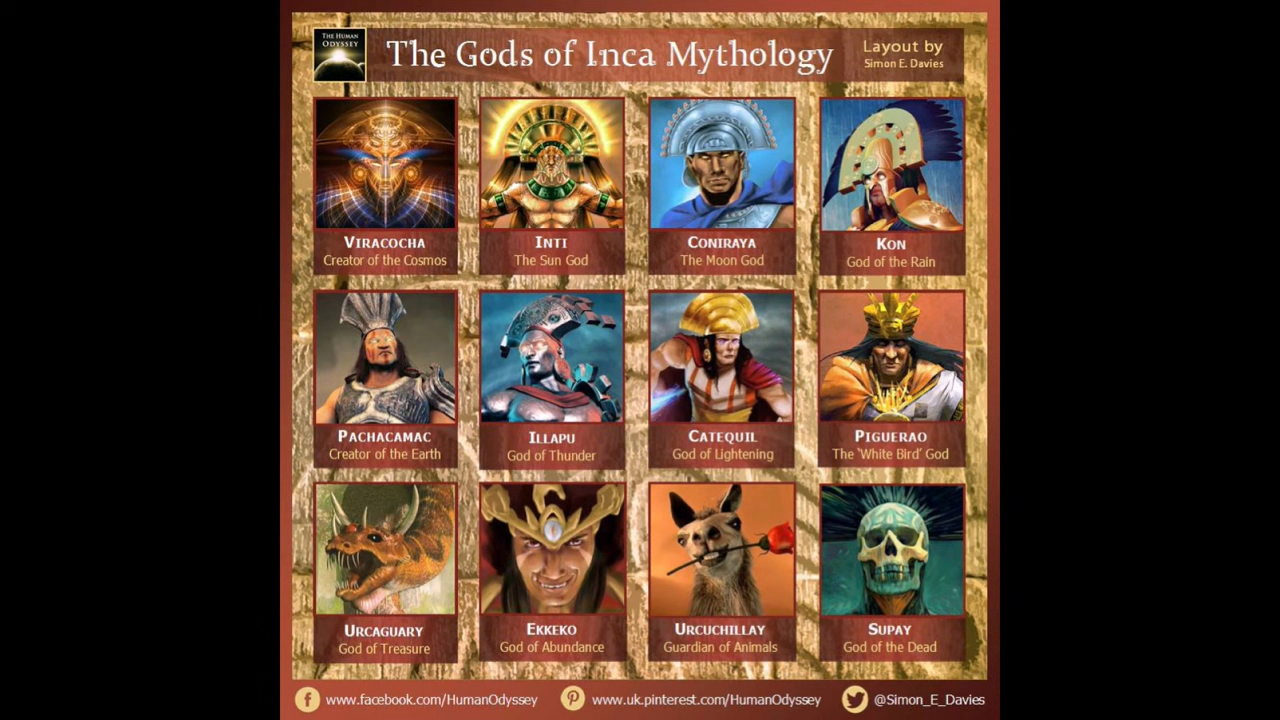 The Human
Odyssey
The Gods of Inca Mythology
Layout by
Simon E. Davies
Viracocha
Creator of the Cosmos
Inti
The Sun God
Coniraya
The Moon God
Kon
God of the Rain
Pachacamac
Creator of the Earth
Illapu
God of Thunder
Catequil
God of Lightening
Piguerao
The ‘White Bird’ God
Urcaguary
God of Treasure
Ekkeko
God of Abundance
Urcuchillay
Guardian of Animals
Supay
God of the Dead
www.facebook.com/HumanOdyssey
www.uk.pinterest.com/HumanOdyssey
@Simon_E_Davies